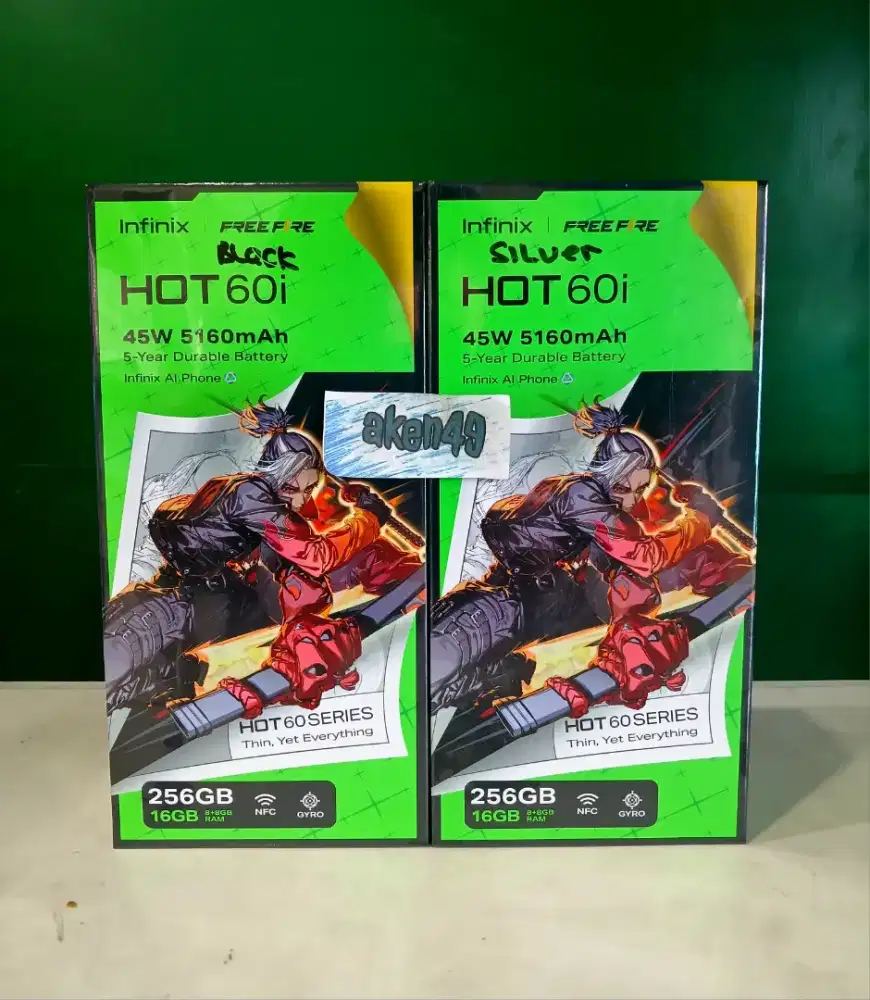 Infinix | FREE FIRE
BLack
HOT 60i
45W 5160mAh
5-Year Durable Battery
Infinix AI Phone
HOT 60 SERIES
Thin, Yet Everything
256GB
16GB 8+8GB RAM
NFC
GYRO
aken49
Infinix | FREE FIRE
SILver
HOT 60i
45W 5160mAh
5-Year Durable Battery
Infinix AI Phone
HOT 60 SERIES
Thin, Yet Everything
256GB
16GB 8+8GB RAM
NFC
GYRO